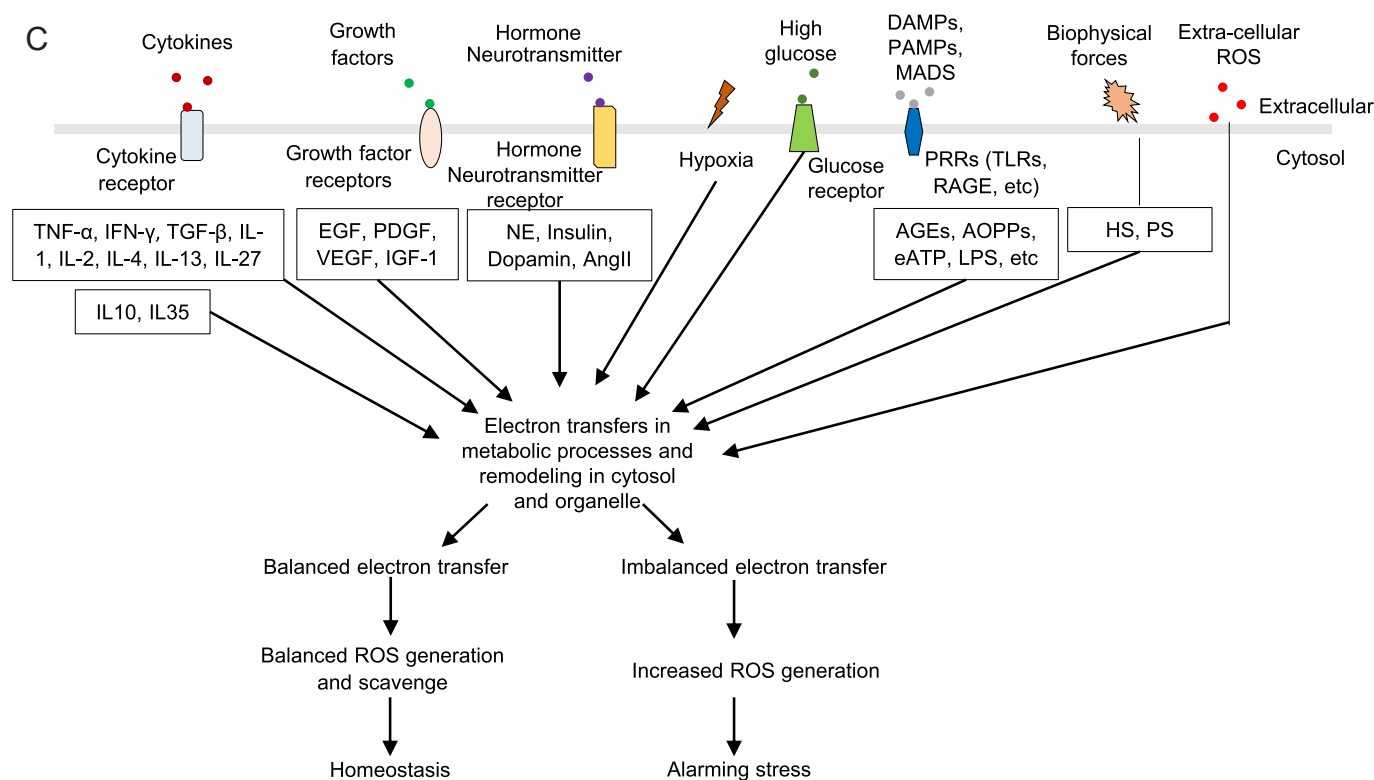 C
Cytokines
Growth
factors
Hormone
Neurotransmitter
High
glucose
DAMPs,
PAMPs,
MADS
Biophysical
forces
Extra-cellular
ROS
Extracellular
Cytosol
Cytokine
receptor
Growth factor
receptors
Hormone
Neurotransmitter
receptor
Hypoxia
Glucose
receptor
PRRs (TLRs,
RAGE, etc)
TNF-α, IFN-γ, TGF-β, IL-
1, IL-2, IL-4, IL-13, IL-27
IL10, IL35
EGF, PDGF,
VEGF, IGF-1
NE, Insulin,
Dopamin, AngII
AGEs, AOPPs,
eATP, LPS, etc
HS, PS
Electron transfers in
metabolic processes and
remodeling in cytosol
and organelle
Balanced electron transfer
Imbalanced electron transfer
Balanced ROS generation
and scavenge
Increased ROS generation
Homeostasis
Alarming stress